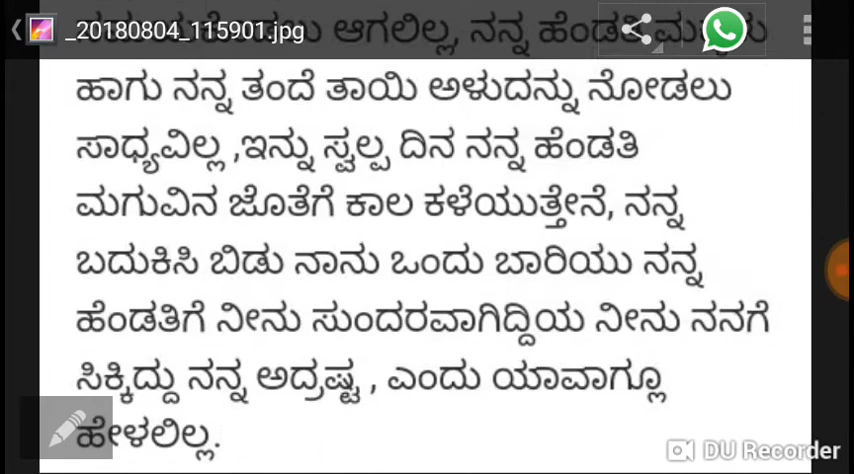 _20180804_115901.jpg
ಆಗಲಿಲ್ಲ, ನನ್ನ
ಹಾಗು ನನ್ನ ತಂದೆ ತಾಯಿ ಅಳುದನ್ನು ನೋಡಲು
ಸಾಧ್ಯವಿಲ್ಲ ,ಇನ್ನು ಸ್ವಲ್ಪ ದಿನ ನನ್ನ ಹೆಂಡತಿ
ಮಗುವಿನ ಜೊತೆಗೆ ಕಾಲ ಕಳೆಯುತ್ತೇನೆ, ನನ್ನ
ಬದುಕಿಸಿ ಬಿಡು ನಾನು ಒಂದು ಬಾರಿಯು ನನ್ನ
ಹೆಂಡತಿಗೆ ನೀನು ಸುಂದರವಾಗಿದ್ದಿಯ ನೀನು ನನಗೆ
ಸಿಕ್ಕಿದ್ದು ನನ್ನ ಅದ್ರಷ್ಟ , ಎಂದು ಯಾವಾಗ್ಲೂ
ಹೇಳಲಿಲ್ಲ.
DU Recorder